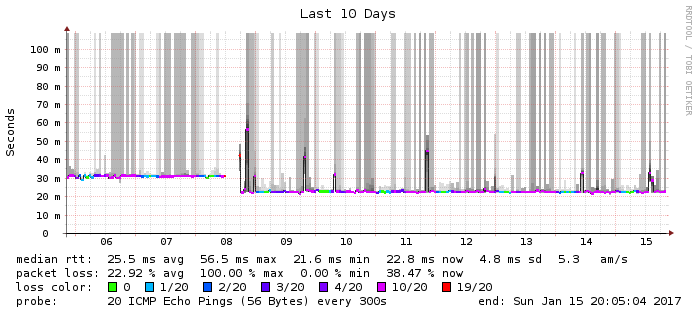 Last 10 Days
RRDTOOL / TOBI OETIKER
Seconds
100 m
90 m
80 m
70 m
60 m
50 m
40 m
30 m
20 m
10 m
0
06 07 08 09 10 11 12 13 14 15
median rtt: 25.5 ms avg 56.5 ms max 21.6 ms min 22.8 ms now 4.8 ms sd 5.3 am/s
packet loss: 22.92 % avg 100.00 % max 0.00 % min 38.47 % now
loss color: 0 1/20 2/20 3/20 4/20 10/20 19/20
probe: 20 ICMP Echo Pings (56 Bytes) every 300s end: Sun Jan 15 20:05:04 2017